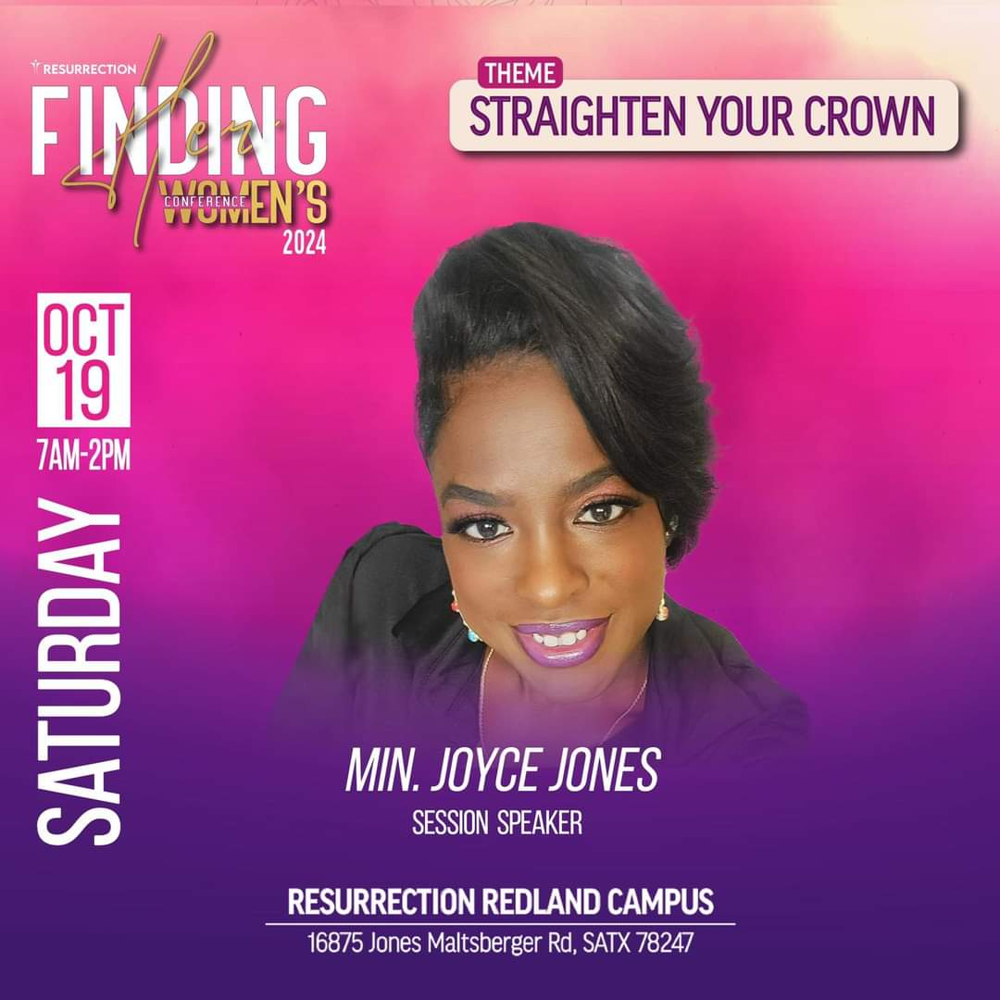 RESURRECTION
FINDING
Her
CONFERENCE
WOMEN'S
2024
THEME
STRAIGHTEN YOUR CROWN
OCT
19
7AM-2PM
SATURDAY
MIN. JOYCE JONES
SESSION SPEAKER
RESURRECTION REDLAND CAMPUS
16875 Jones Maltsberger Rd, SATX 78247